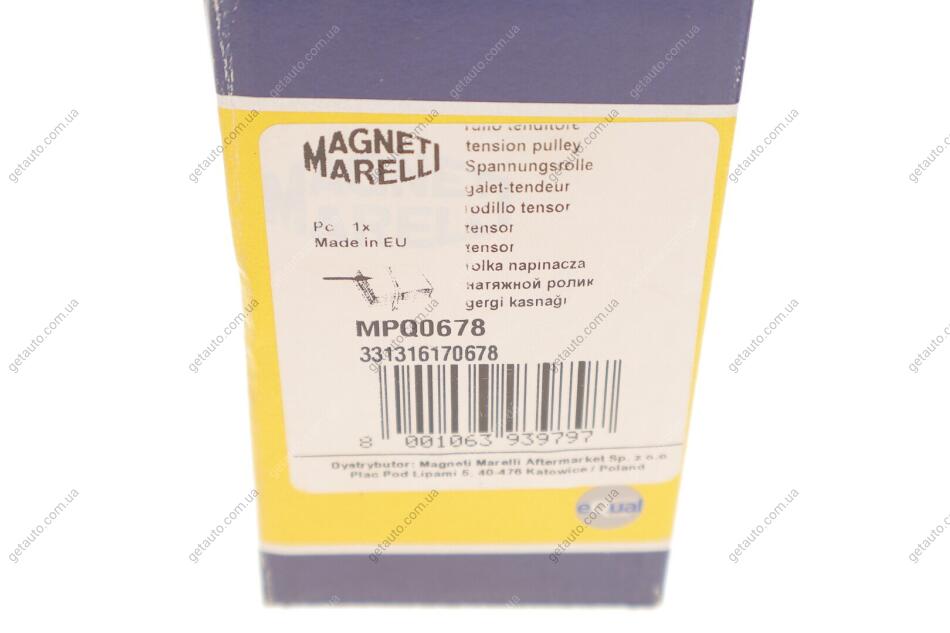 MAGNETI
MARELLI
rullo tenditore
tension pulley
Spannungsrolle
galet-tendeur
rodillo tensor
tensor
tensor
rolka napinacza
натяжной ролик
gergi kasnağı
Pc 1x
Made in EU
MPQ0678
331316170678
8 001063 939797
Dystrybutor: Magneti Marelli Aftermarket Sp. z o.o
Plac Pod Lipami 5, 40-476 Katowice / Poland
getauto.com.ua